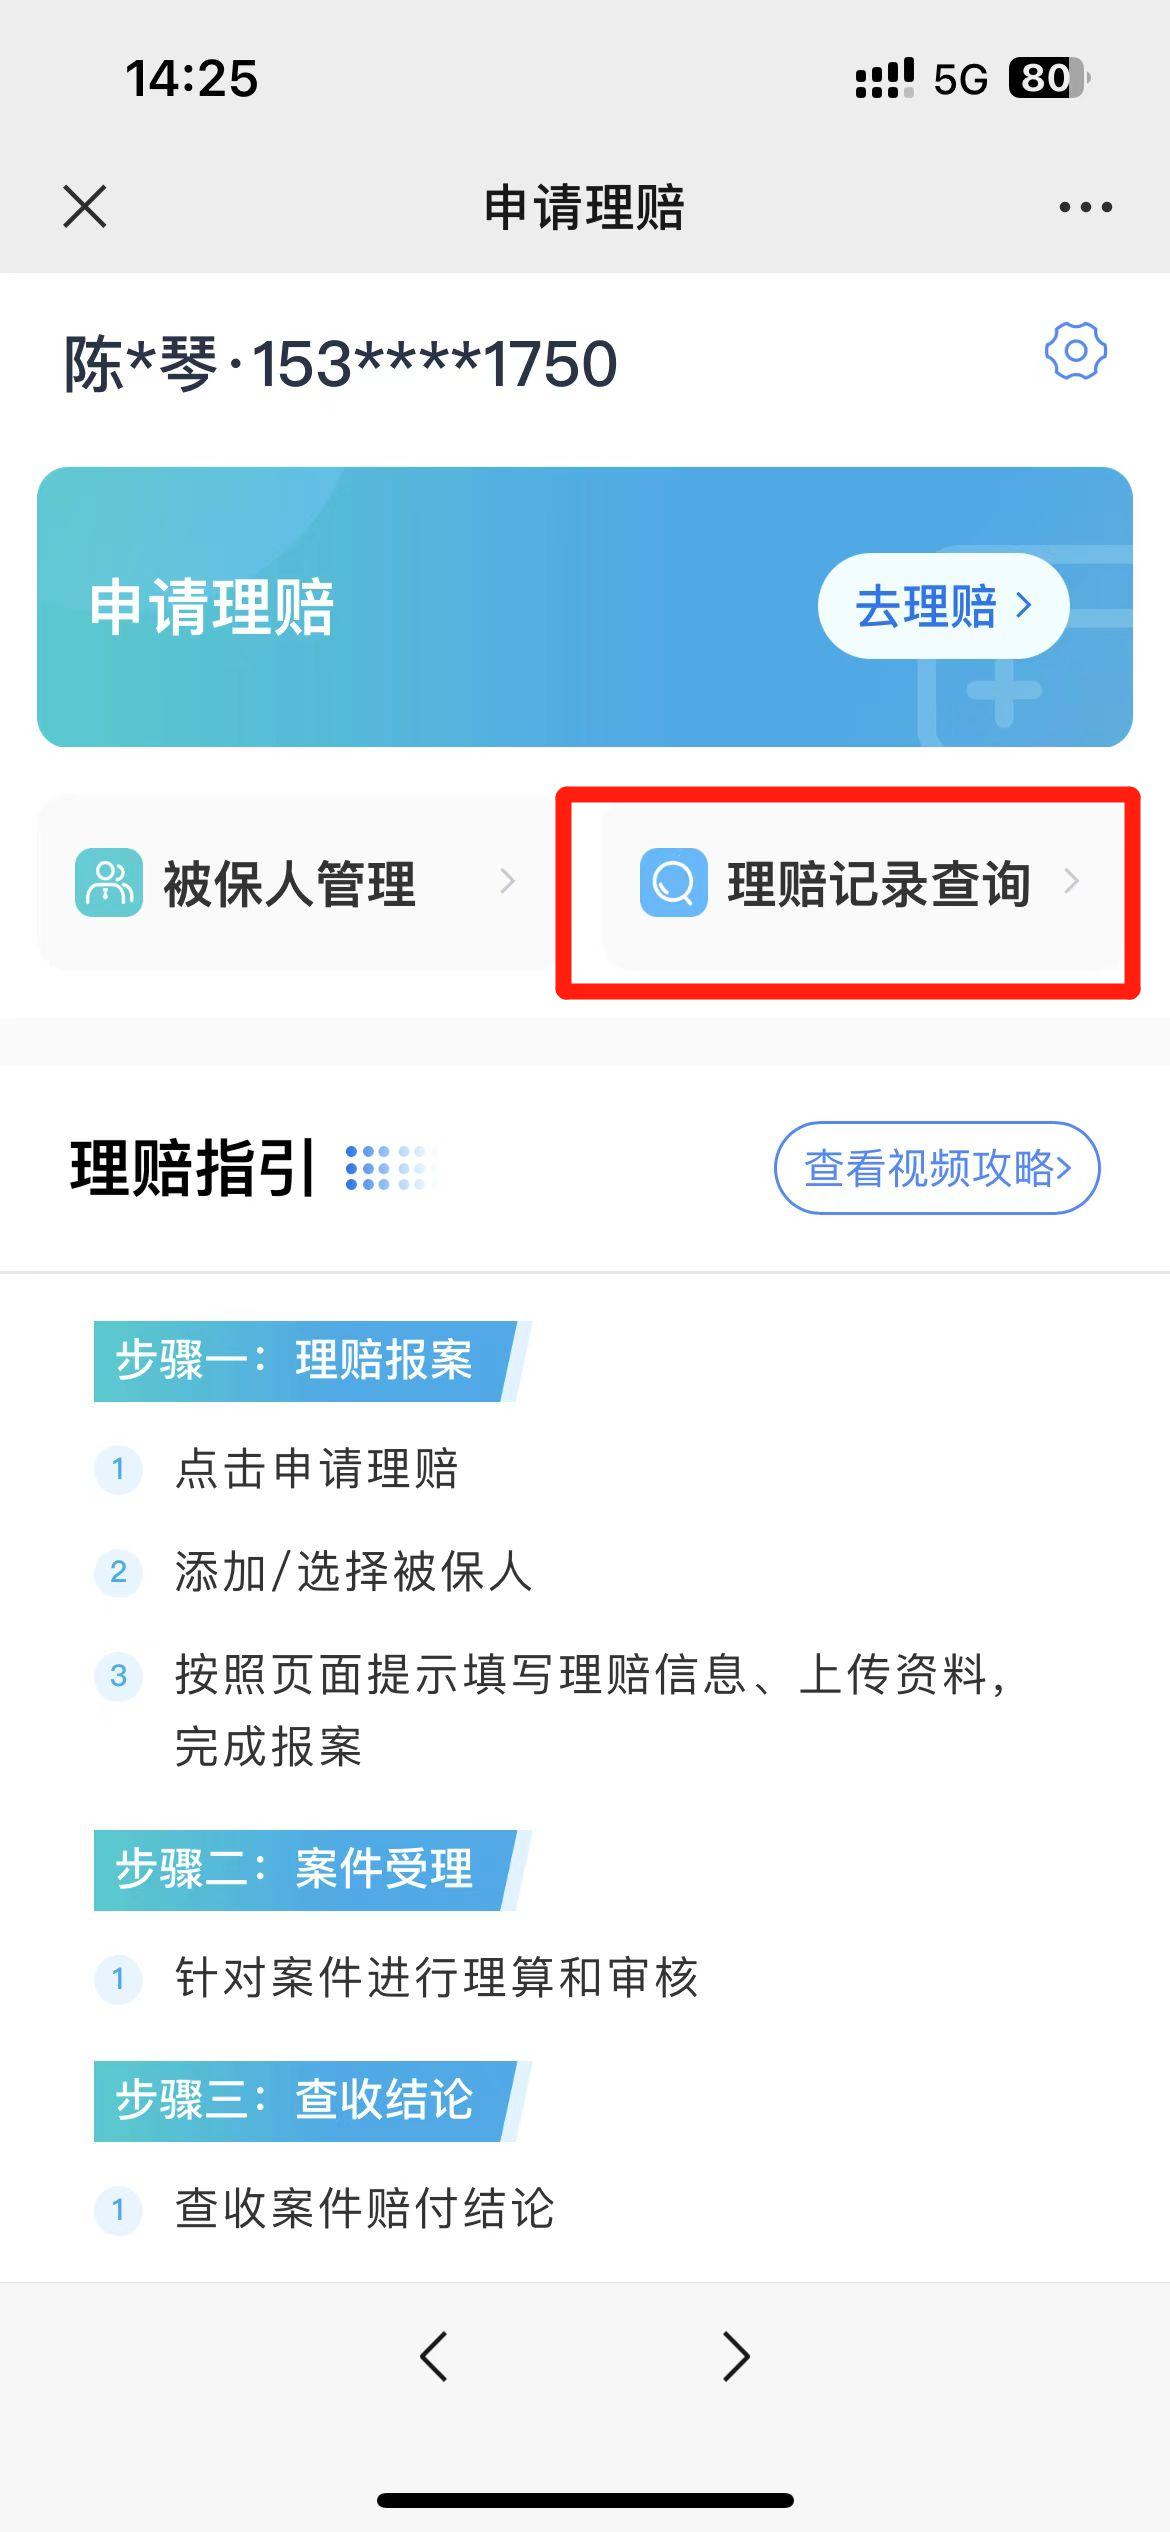 14:25
5G 80
申请理赔
陈*琴·153****1750
申请理赔
去理赔
被保人管理
理赔记录查询
理赔指引
查看视频攻略>
步骤一：理赔报案
1 点击申请理赔
2 添加/选择被保人
3 按照页面提示填写理赔信息、上传资料，
完成报案
步骤二：案件受理
1 针对案件进行理算和审核
步骤三：查收结论
1 查收案件赔付结论